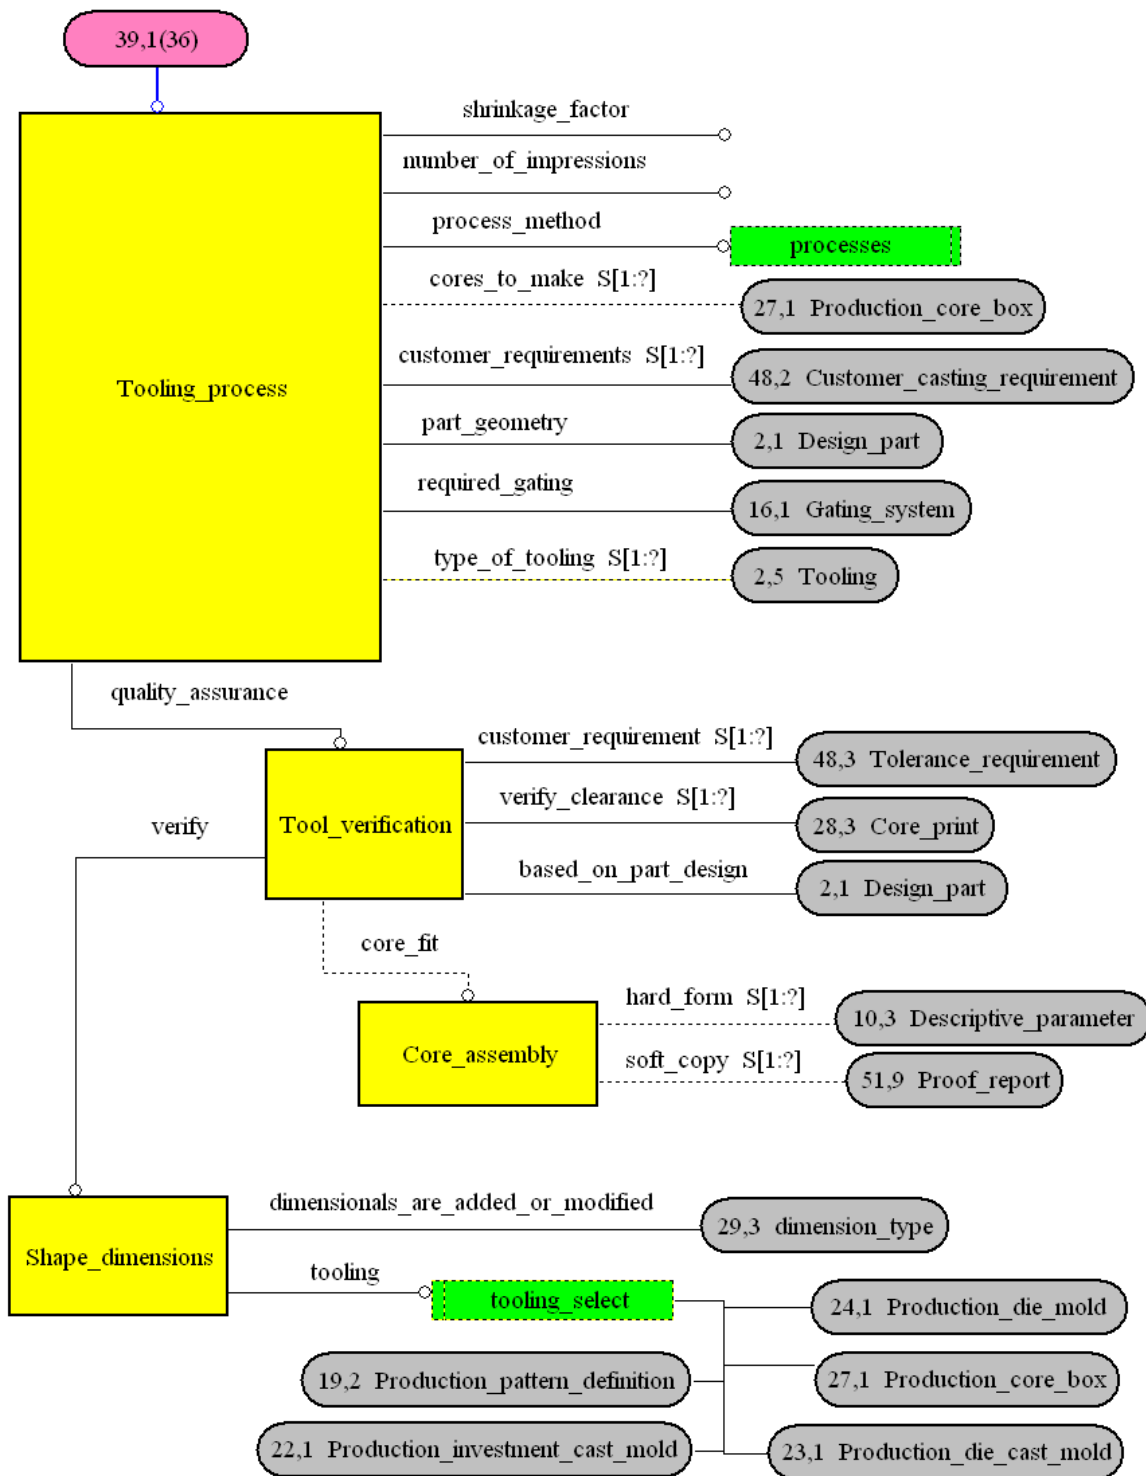 39,1(36)
shrinkage_factor
number_of_impressions
process_method
processes
cores_to_make S[1:?]
27,1 Production_core_box
customer_requirements S[1:?]
48,2 Customer_casting_requirement
Tooling_process
part_geometry
2,1 Design_part
required_gating
16,1 Gating_system
type_of_tooling S[1:?]
2,5 Tooling
quality_assurance
customer_requirement S[1:?]
48,3 Tolerance_requirement
verify_clearance S[1:?]
verify
Tool_verification
28,3 Core_print
based_on_part_design
2,1 Design_part
core_fit
hard_form S[1:?]
10,3 Descriptive_parameter
Core_assembly
soft_copy S[1:?]
51,9 Proof_report
dimensionals_are_added_or_modified
29,3 dimension_type
Shape_dimensions
tooling
tooling_select
24,1 Production_die_mold
19,2 Production_pattern_definition
27,1 Production_core_box
22,1 Production_investment_cast_mold
23,1 Production_die_cast_mold